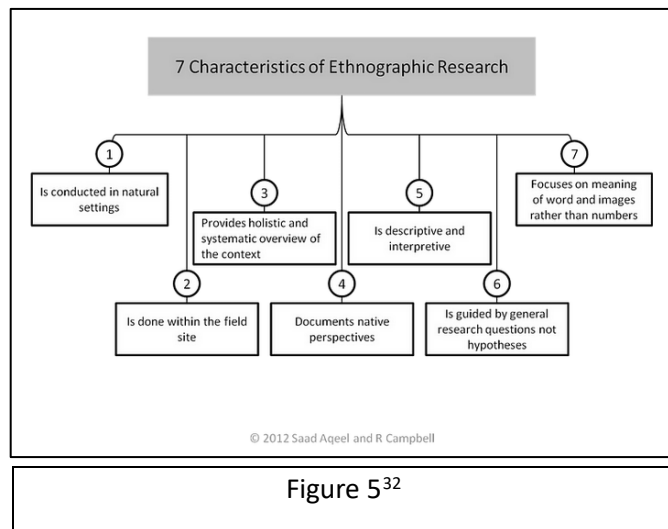 7 Characteristics of Ethnographic Research
1
Is conducted in natural
settings
2
Is done within the field
site
3
Provides holistic and
systematic overview of
the context
4
Documents native
perspectives
5
Is descriptive and
interpretive
6
Is guided by general
research questions not
hypotheses
7
Focuses on meaning
of word and images
rather than numbers
© 2012 Saad Aqeel and R Campbell
Figure 5³²